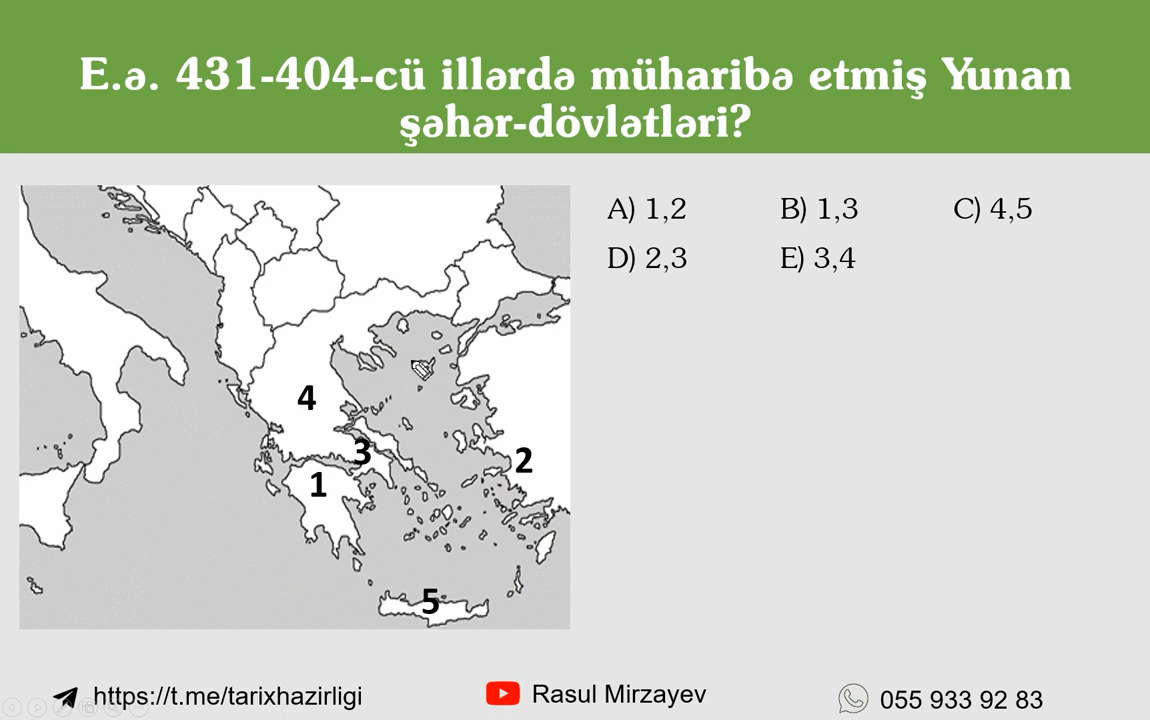 E.ə. 431-404-cü illərdə müharibə etmiş Yunan
şəhər-dövlətləri?
A) 1,2 B) 1,3 C) 4,5
D) 2,3 E) 3,4
4
3
2
1
5
https://t.me/tarixhazirligi Rasul Mirzayev 055 933 92 83